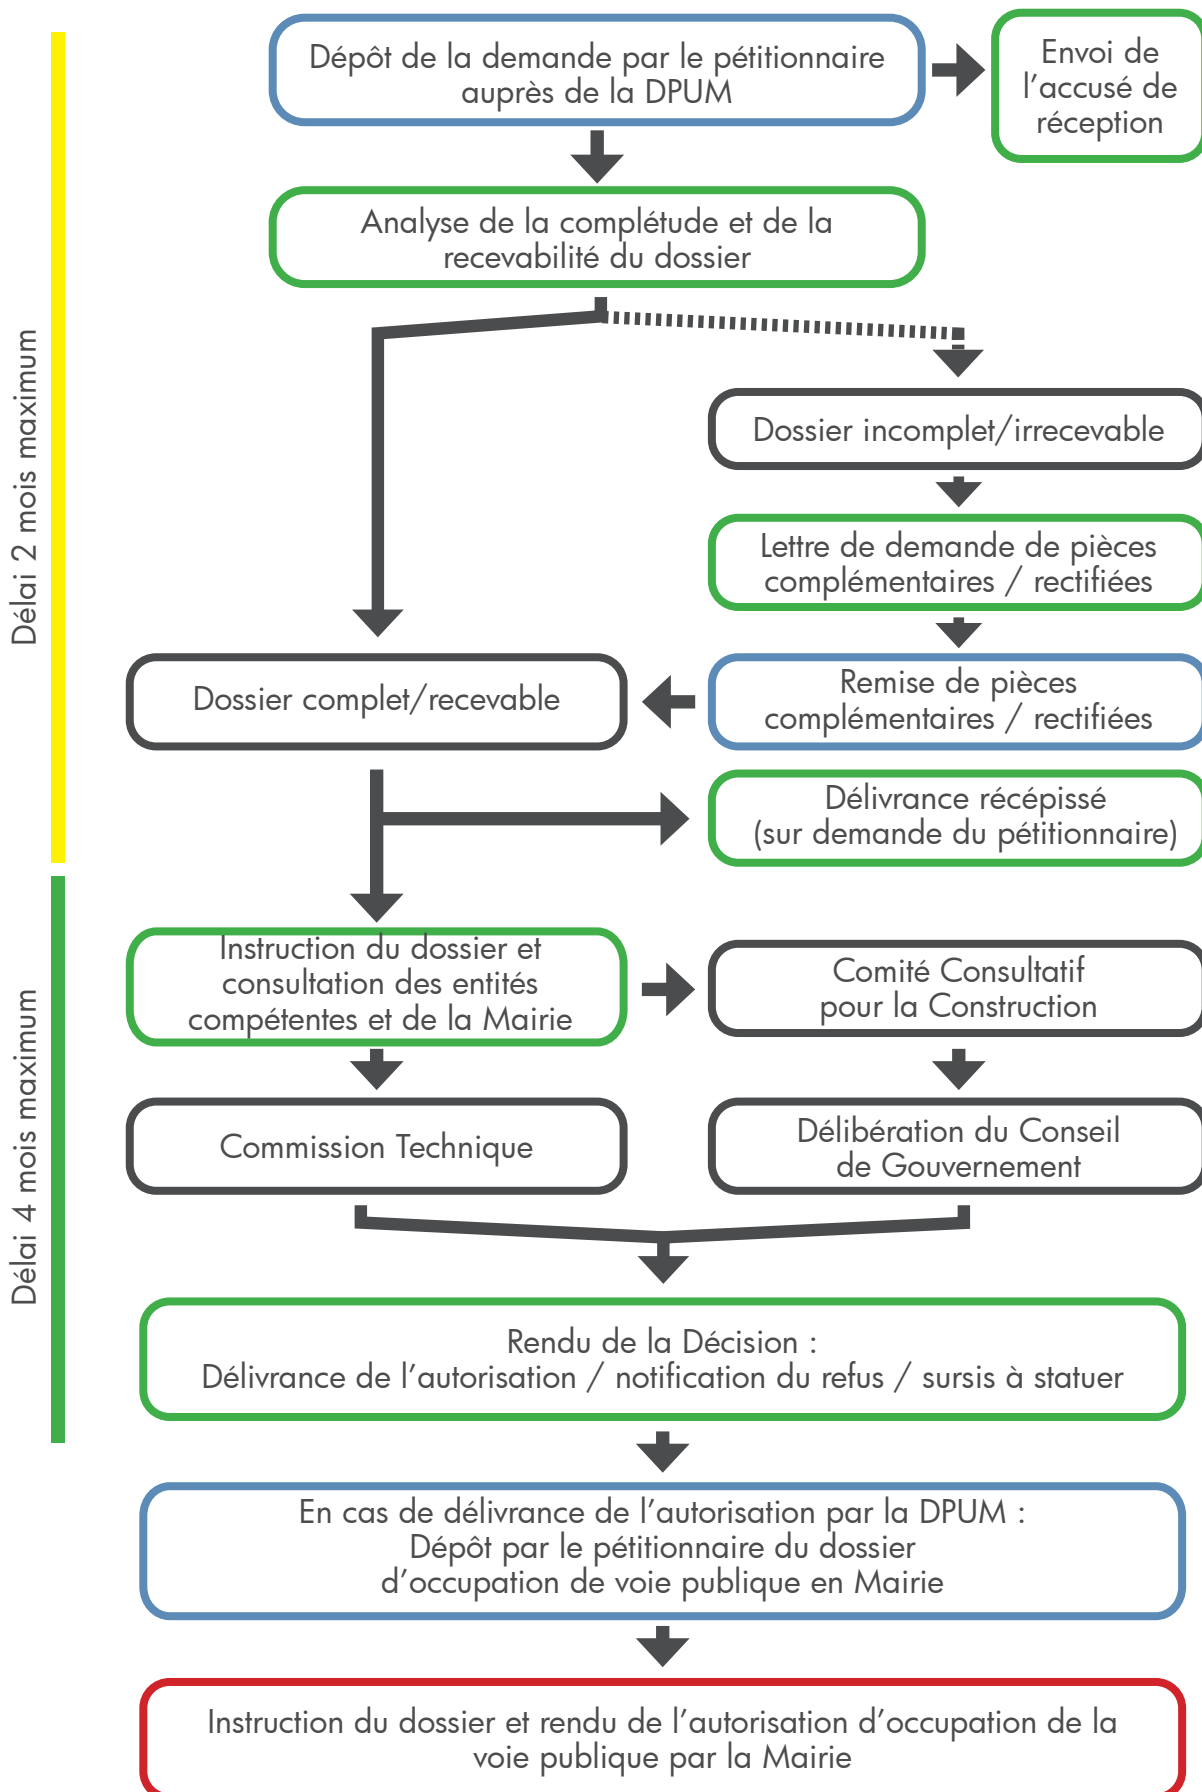 Dépôt de la demande par le pétitionnaire
auprès de la DPUM
Envoi de
l’accusé de
réception
Analyse de la complétude et de la
recevabilité du dossier
Délai 2 mois maximum
Dossier incomplet/irrecevable
Lettre de demande de pièces
complémentaires / rectifiées
Dossier complet/recevable
Remise de pièces
complémentaires / rectifiées
Délivrance récépissé
(sur demande du pétitionnaire)
Délai 4 mois maximum
Instruction du dossier et
consultation des entités
compétentes et de la Mairie
Comité Consultatif
pour la Construction
Commission Technique
Délibération du Conseil
de Gouvernement
Rendu de la Décision :
Délivrance de l’autorisation / notification du refus / sursis à statuer
En cas de délivrance de l’autorisation par la DPUM :
Dépôt par le pétitionnaire du dossier
d’occupation de voie publique en Mairie
Instruction du dossier et rendu de l’autorisation d’occupation de la
voie publique par la Mairie